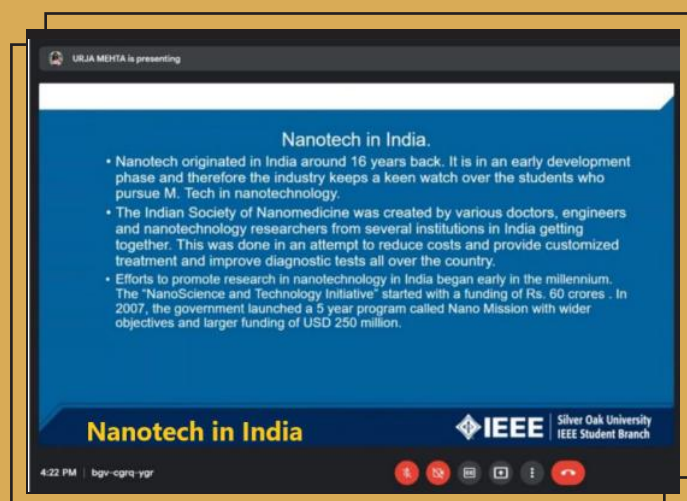 URJA MEHTA is presenting
Nanotech in India.
• Nanotech originated in India around 16 years back. It is in an early development
phase and therefore the industry keeps a keen watch over the students who
pursue M. Tech in nanotechnology.
• The Indian Society of Nanomedicine was created by various doctors, engineers
and nanotechnology researchers from several institutions in India getting
together. This was done in an attempt to reduce costs and provide customized
treatment and improve diagnostic tests all over the country.
• Efforts to promote research in nanotechnology in India began early in the millennium.
The "NanoScience and Technology Initiative" started with a funding of Rs. 60 crores . In
2007, the government launched a 5 year program called Nano Mission with wider
objectives and larger funding of USD 250 million.
Nanotech in India
IEEE
Silver Oak University
IEEE Student Branch
4:22 PM | bgv-cgrq-ygr